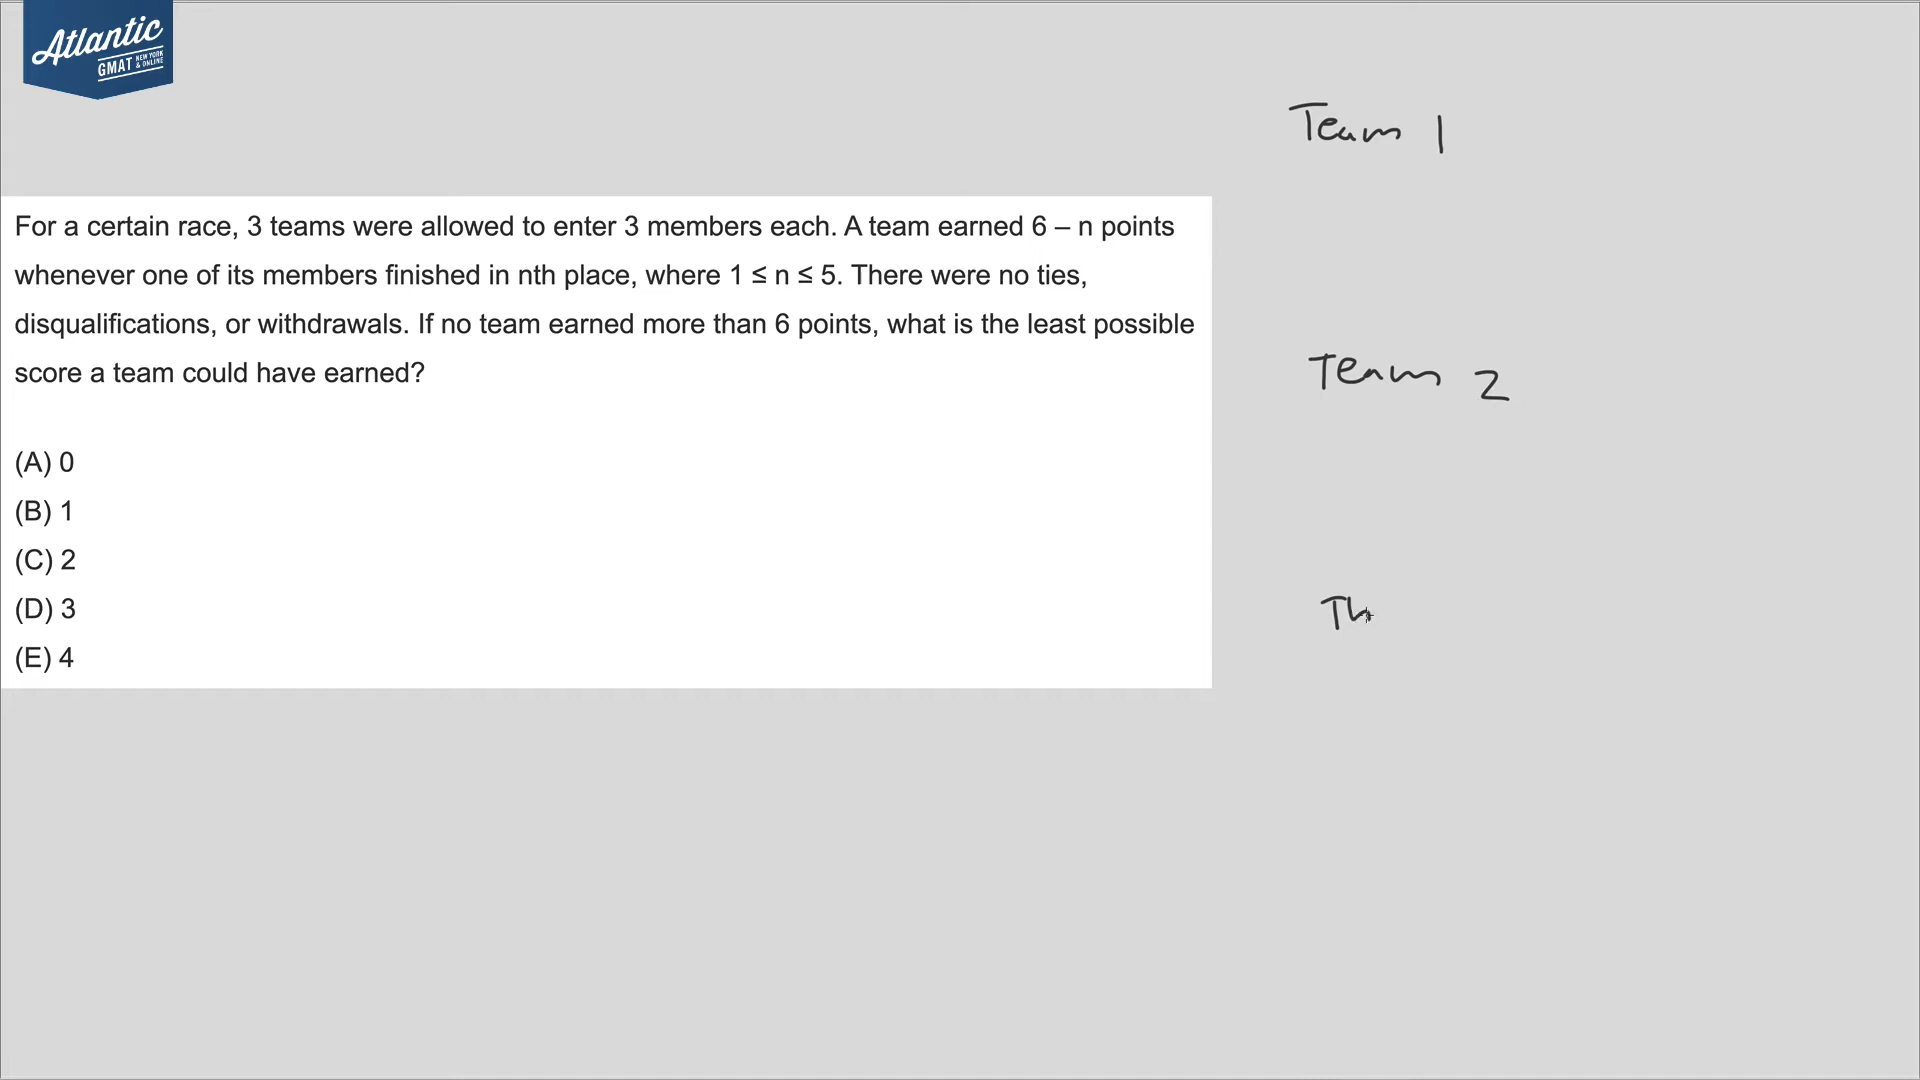 Atlantic
GMAT NEW YORK & ONLINE
Team 1
For a certain race, 3 teams were allowed to enter 3 members each. A team earned 6 – n points
whenever one of its members finished in nth place, where 1 ≤ n ≤ 5. There were no ties,
disqualifications, or withdrawals. If no team earned more than 6 points, what is the least possible
score a team could have earned?
Team 2
(A) 0
(B) 1
(C) 2
(D) 3
(E) 4